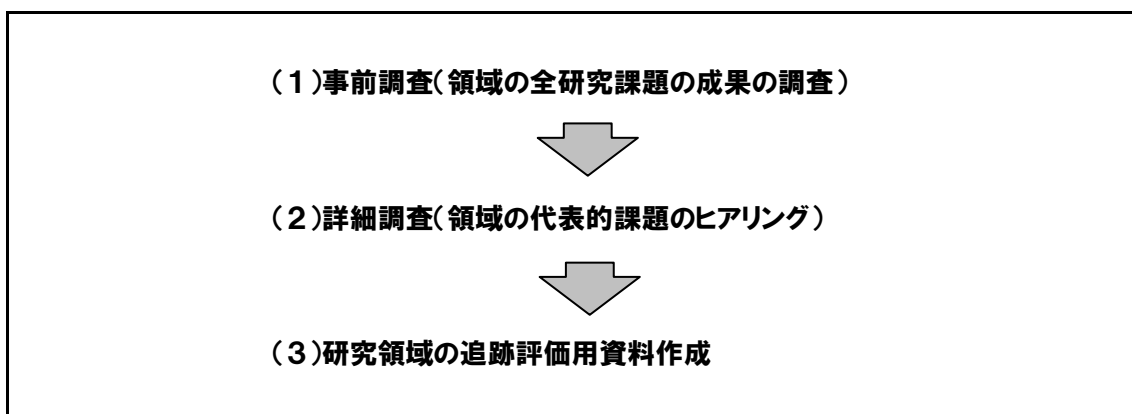 (1)事前調査(領域の全研究課題の成果の調査)
(2)詳細調査(領域の代表的課題のヒアリング)
(3)研究領域の追跡評価用資料作成